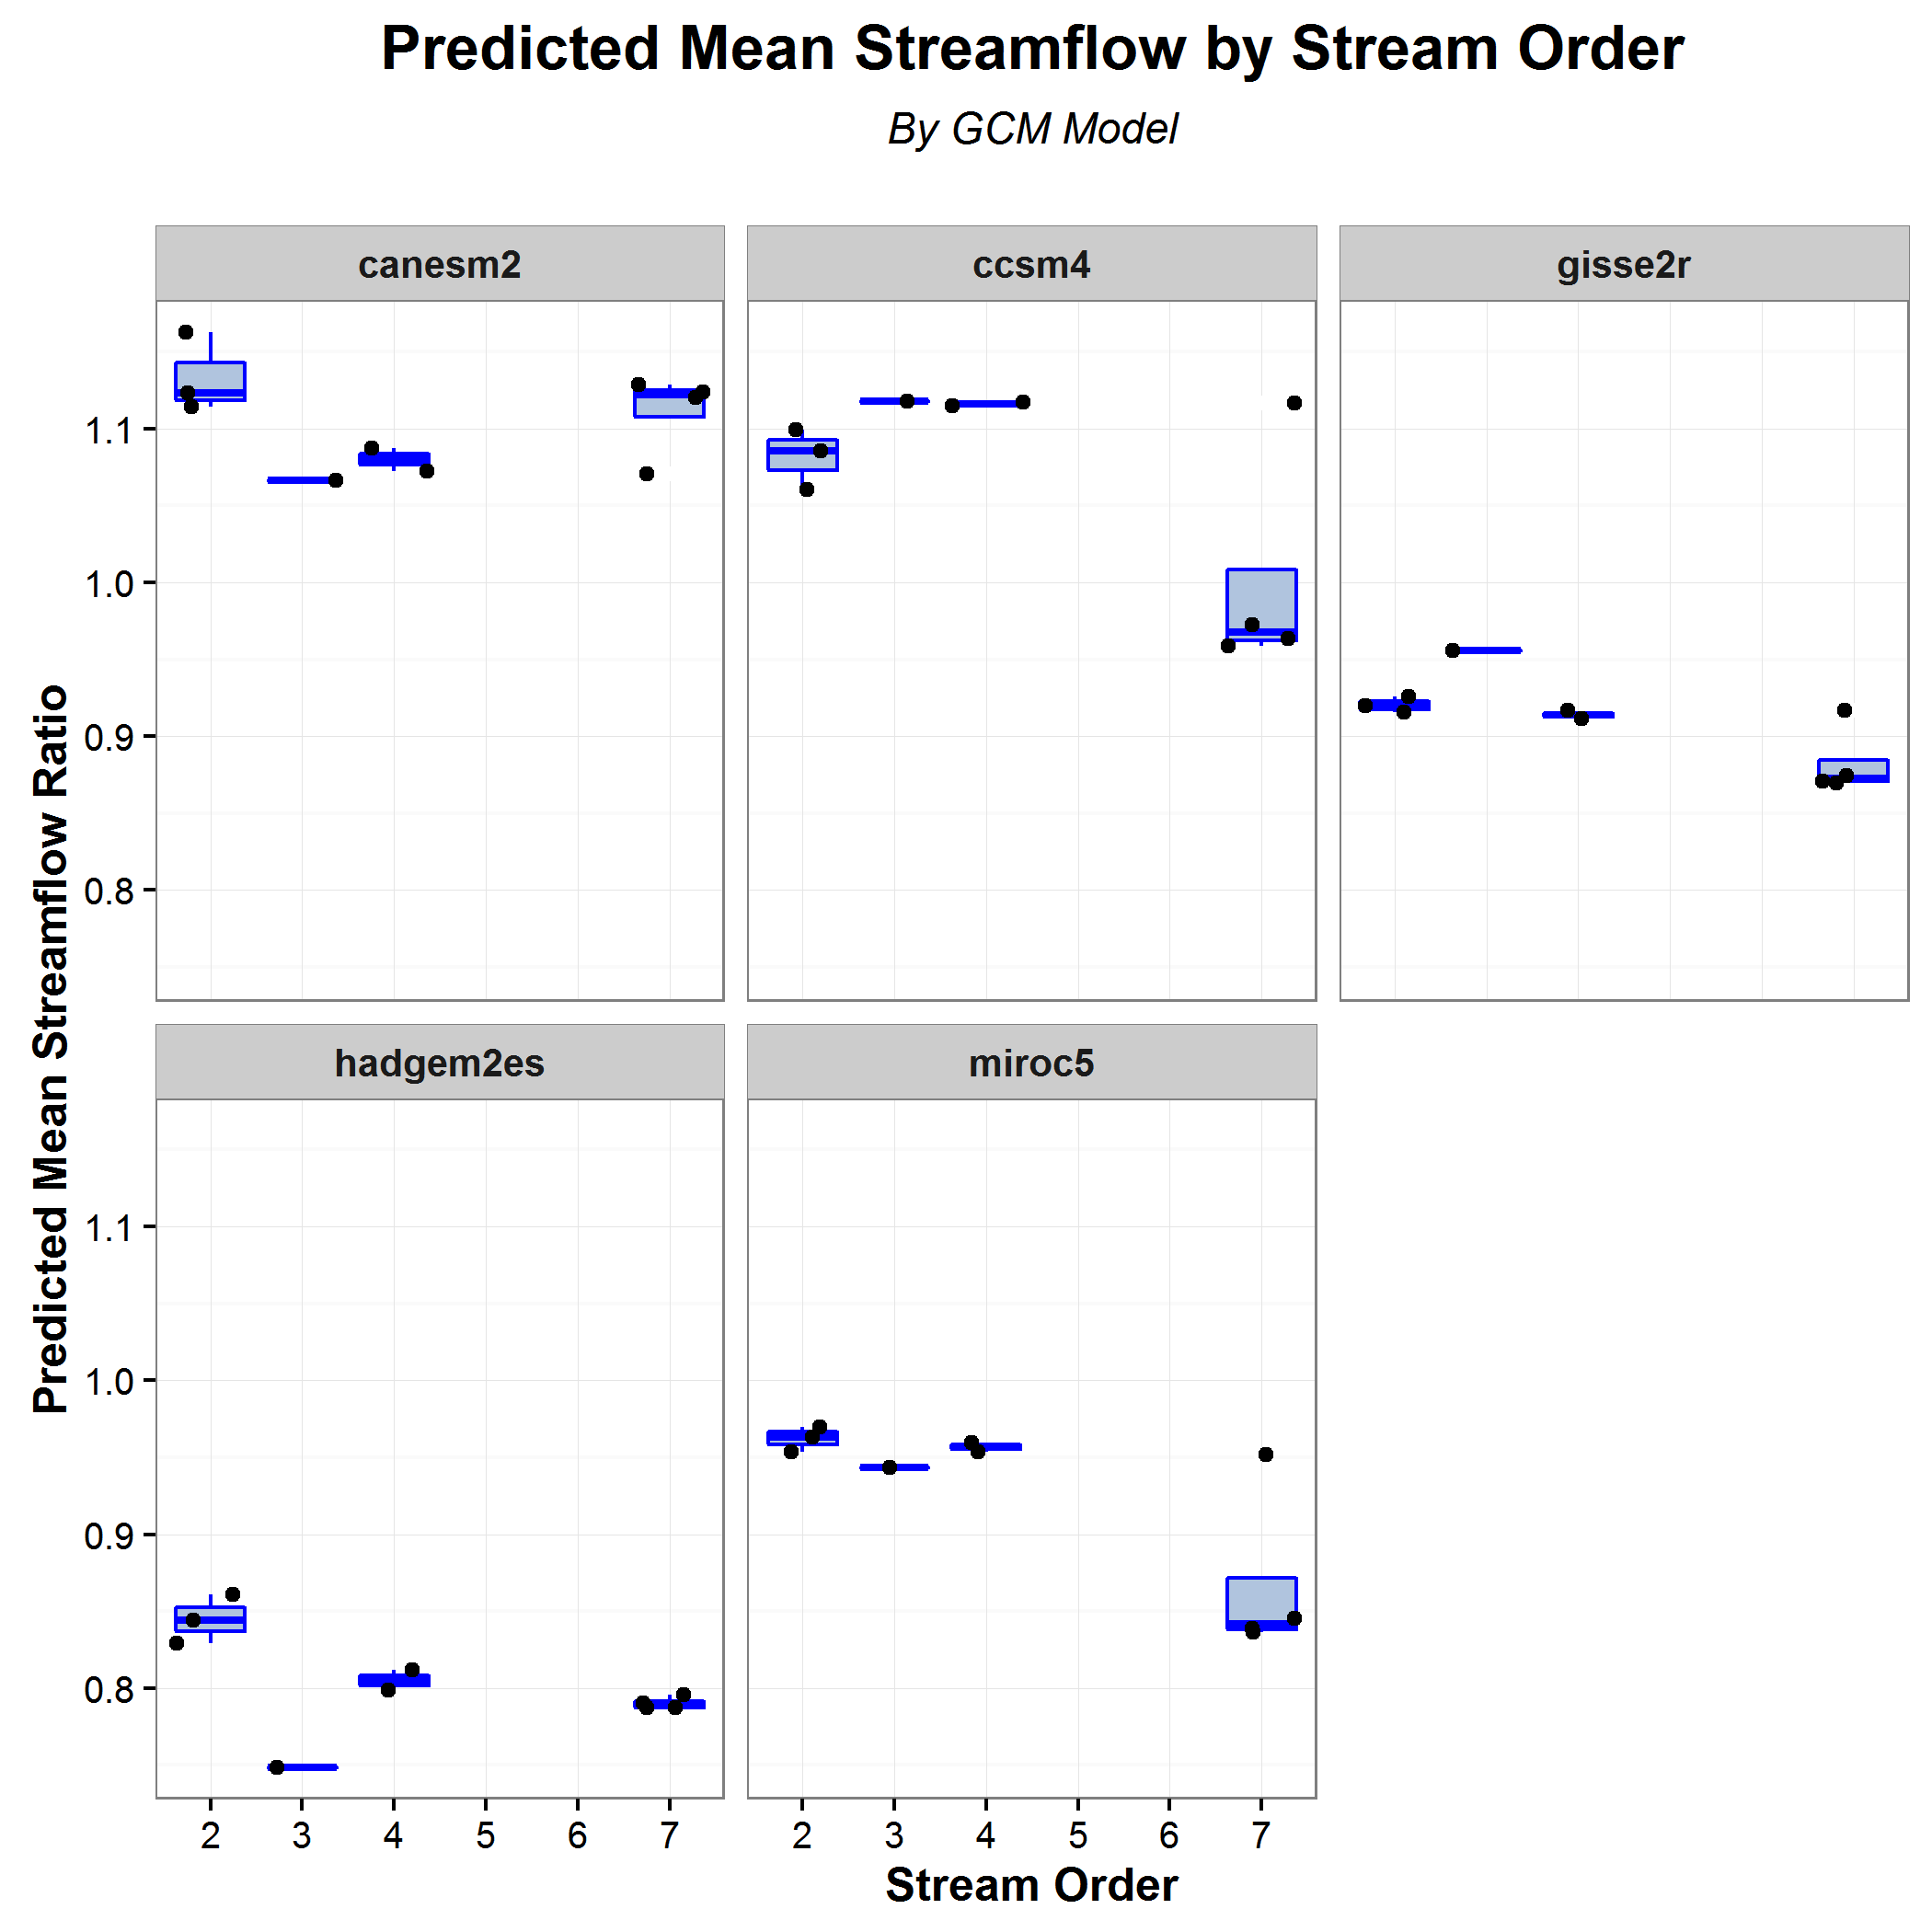 Predicted Mean Streamflow by Stream Order
By GCM Model
canesm2
ccsm4
gisse2r
1.1
1.0
0.9
0.8
Predicted Mean Streamflow Ratio
hadgem2es
miroc5
1.1
1.0
0.9
0.8
2 3 4 5 6 7
2 3 4 5 6 7
Stream Order